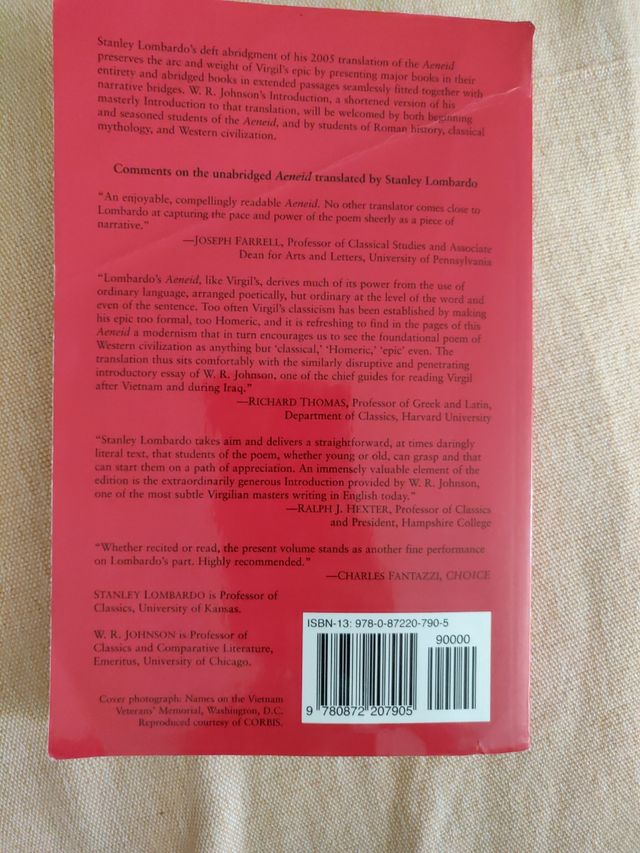 Stanley Lombardo's deft abridgment of his 2005 translation of the Aeneid
preserves the arc and weight of Virgil's epic by presenting major books in their
entirety and abridged books in extended passages seamlessly fitted together with
narrative bridges. W. R. Johnson's Introduction, a shortened version of his
masterly Introduction to that translation, will be welcomed by both beginning
and seasoned students of the Aeneid, and by students of Roman history, classical
mythology, and Western civilization.
Comments on the unabridged Aeneid translated by Stanley Lombardo
"An enjoyable, compellingly readable Aeneid. No other translator comes close to
Lombardo at capturing the pace and power of the poem sheerly as a piece of
narrative."
—JOSEPH FARRELL, Professor of Classical Studies and Associate
Dean for Arts and Letters, University of Pennsylvania
"Lombardo's Aeneid, like Virgil's, derives much of its power from the use of
ordinary language, arranged poetically, but ordinary at the level of the word and
even of the sentence. Too often Virgil's classicism has been established by making
his epic too formal, too Homeric, and it is refreshing to find in the pages of this
Aeneid a modernism that in turn encourages us to see the foundational poem of
Western civilization as anything but 'classical,' 'Homeric,' 'epic' even. The
translation thus sits comfortably with the similarly disruptive and penetrating
introductory essay of W. R. Johnson, one of the chief guides for reading Virgil
after Vietnam and during Iraq."
—RICHARD THOMAS, Professor of Greek and Latin,
Department of Classics, Harvard University
"Stanley Lombardo takes aim and delivers a straightforward, at times daringly
literal text, that students of the poem, whether young or old, can grasp and that
can start them on a path of appreciation. An immensely valuable element of the
edition is the extraordinarily generous Introduction provided by W. R. Johnson,
one of the most subtle Virgilian masters writing in English today."
—RALPH J. HEXTER, Professor of Classics
and President, Hampshire College
"Whether recited or read, the present volume stands as another fine performance
on Lombardo's part. Highly recommended."
—CHARLES FANTAZZI, CHOICE
STANLEY LOMBARDO is Professor of
Classics, University of Kansas.
W. R. JOHNSON is Professor of
Classics and Comparative Literature,
Emeritus, University of Chicago.
Cover photograph: Names on the Vietnam
Veterans' Memorial, Washington, D.C.
Reproduced courtesy of CORBIS.
ISBN-13: 978-0-87220-790-5
90000
9 780872 207905